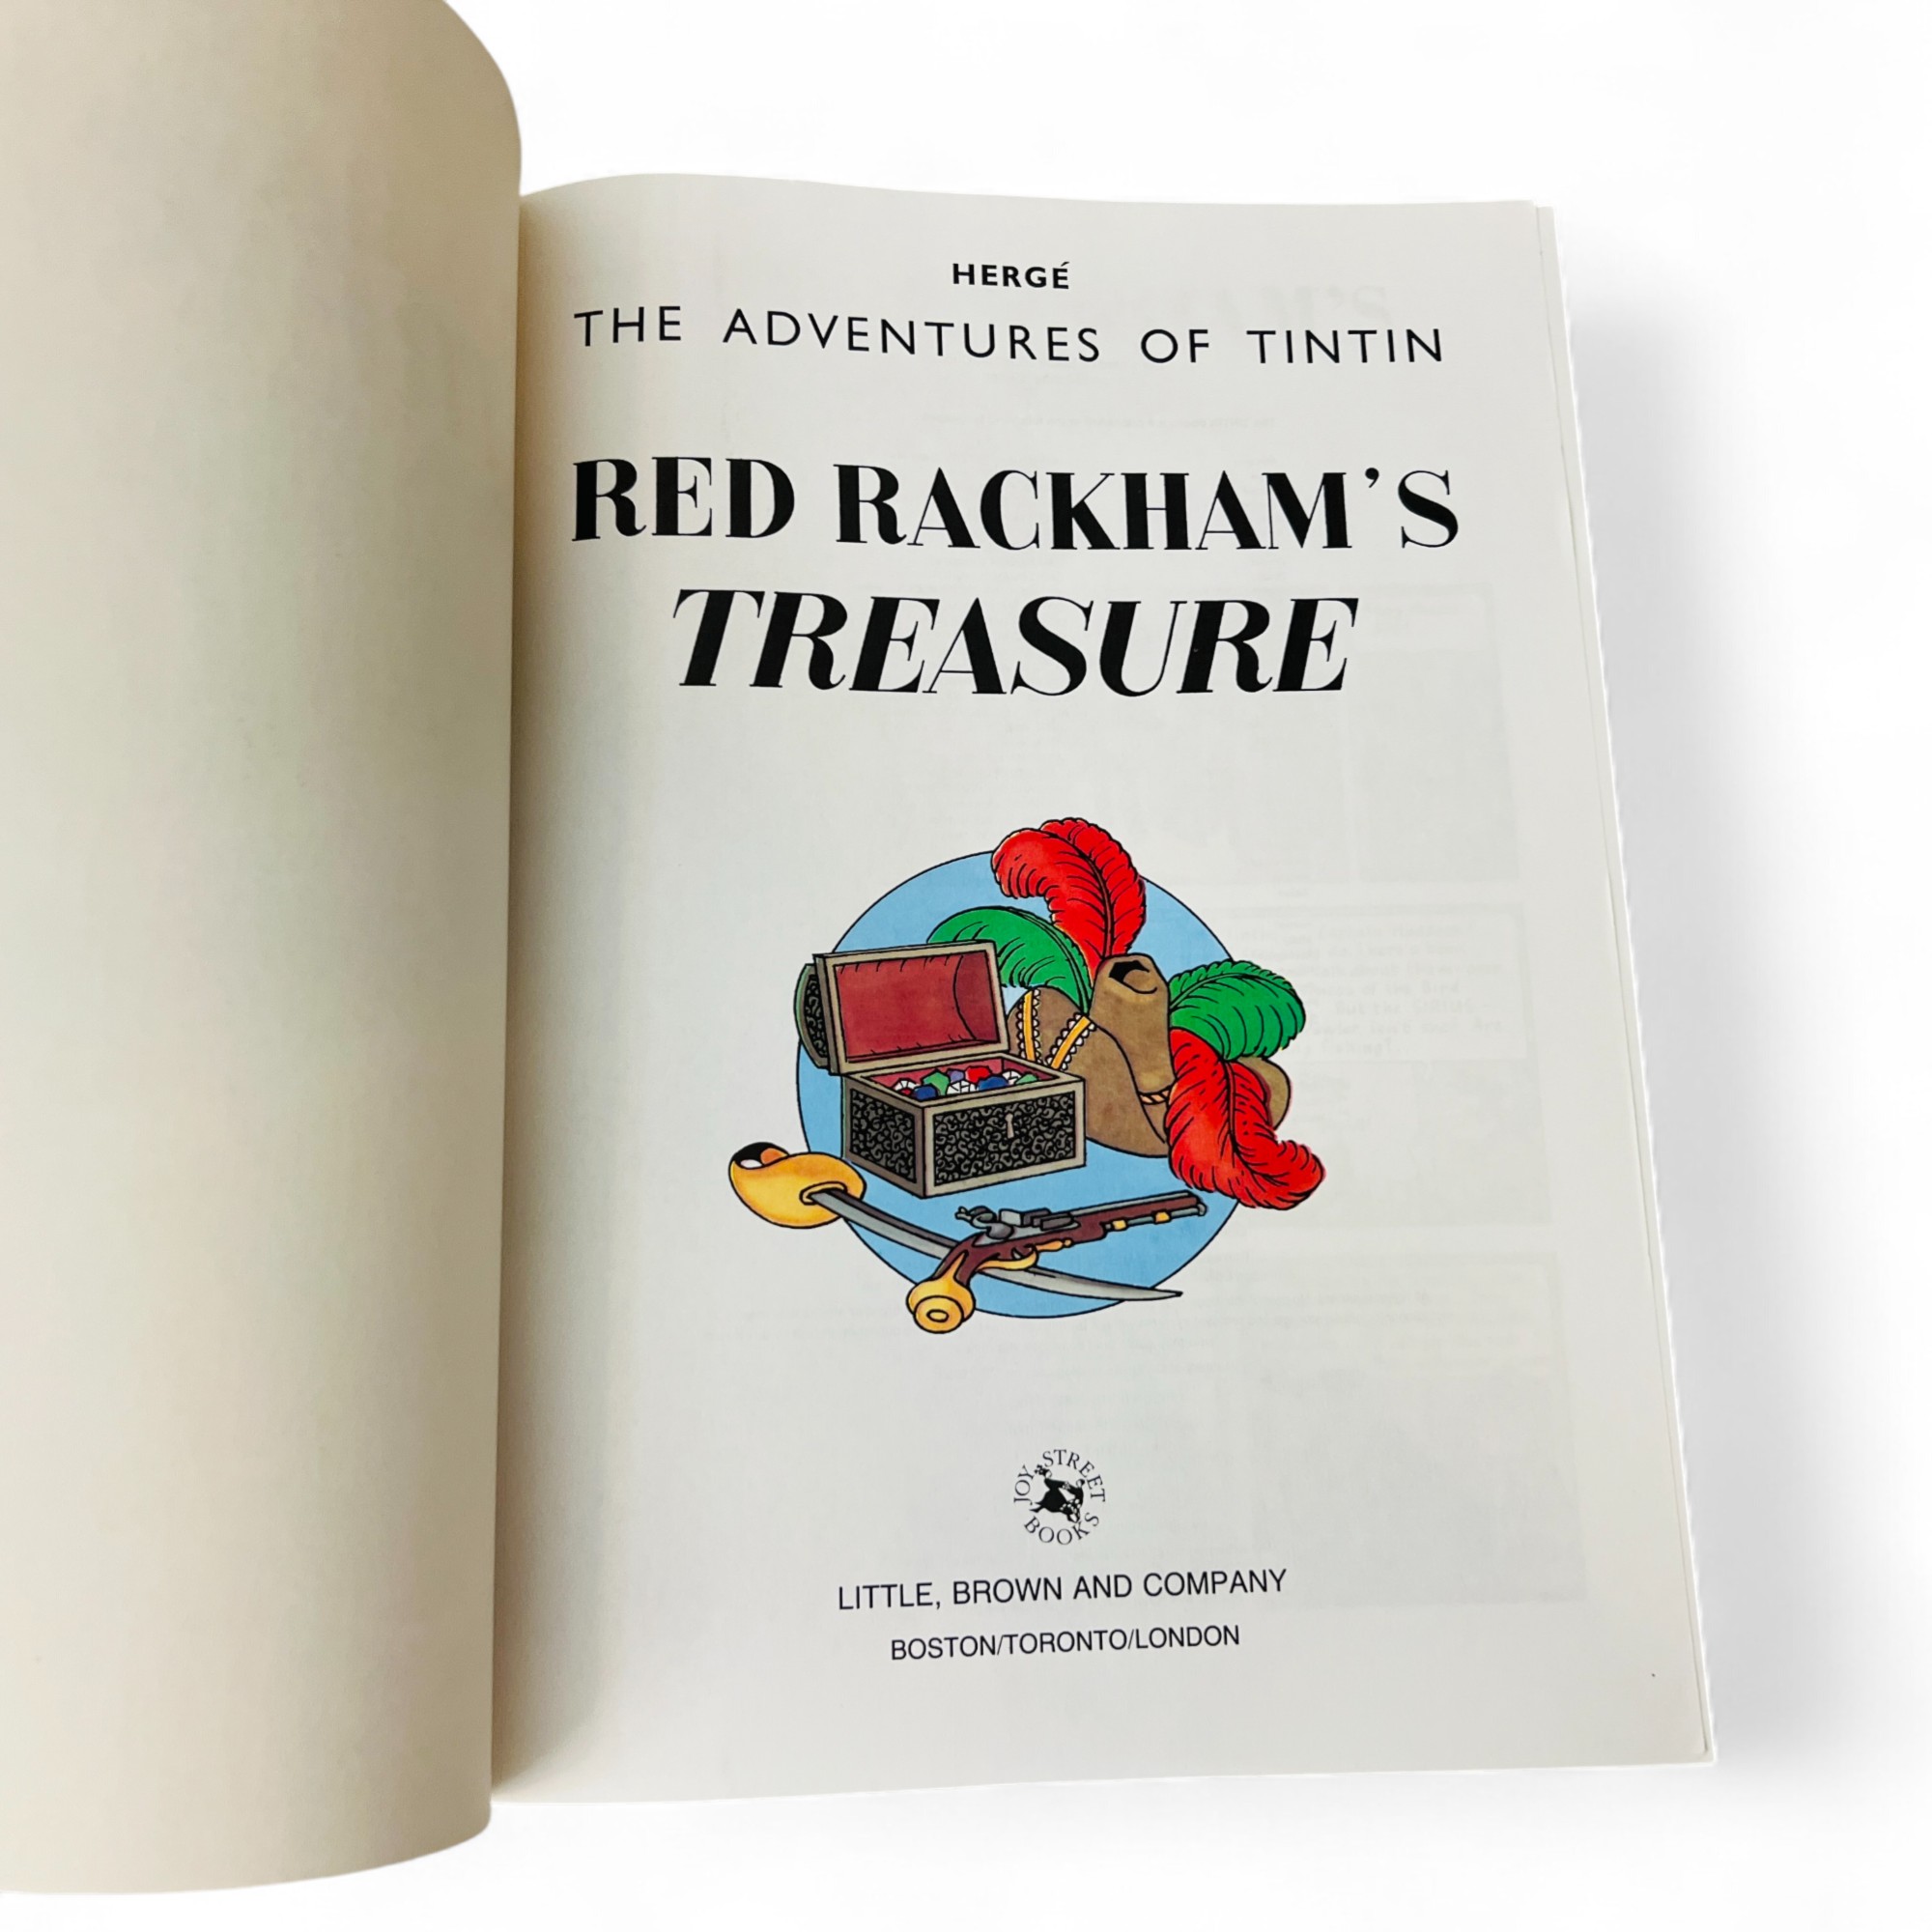 HERGÉ
THE ADVENTURES OF TINTIN
RED RACKHAM'S
TREASURE
JOY STREET
BOOKS
LITTLE, BROWN AND COMPANY
BOSTON/TORONTO/LONDON